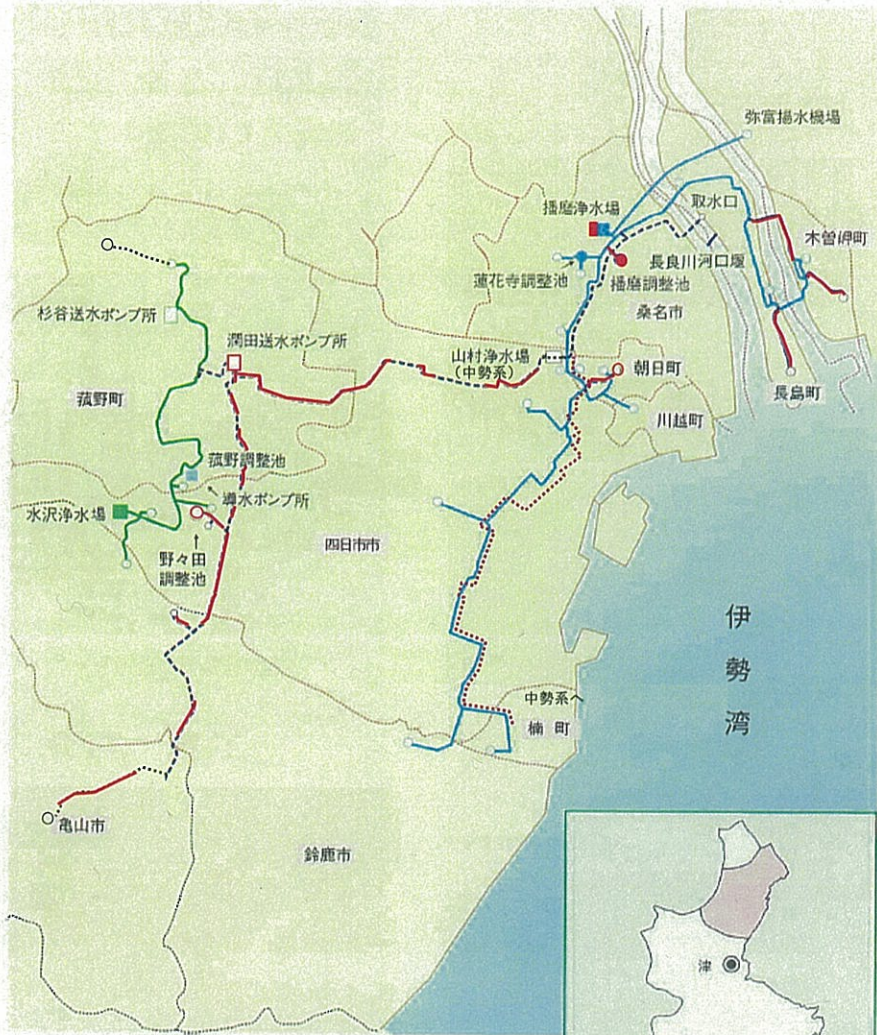 弥富揚水機場
播磨浄水場
取水口
木曽岬町
蓮花寺調整池
長良川河口堰
播磨調整池
桑名市
杉谷送水ポンプ所
潤田送水ポンプ所
山村浄水場
(中勢系)
朝日町
長島町
菰野町
川越町
菰野調整池
導水ポンプ所
水沢浄水場
野々田
調整池
四日市市
伊勢湾
中勢系へ
楠町
亀山市
鈴鹿市
津